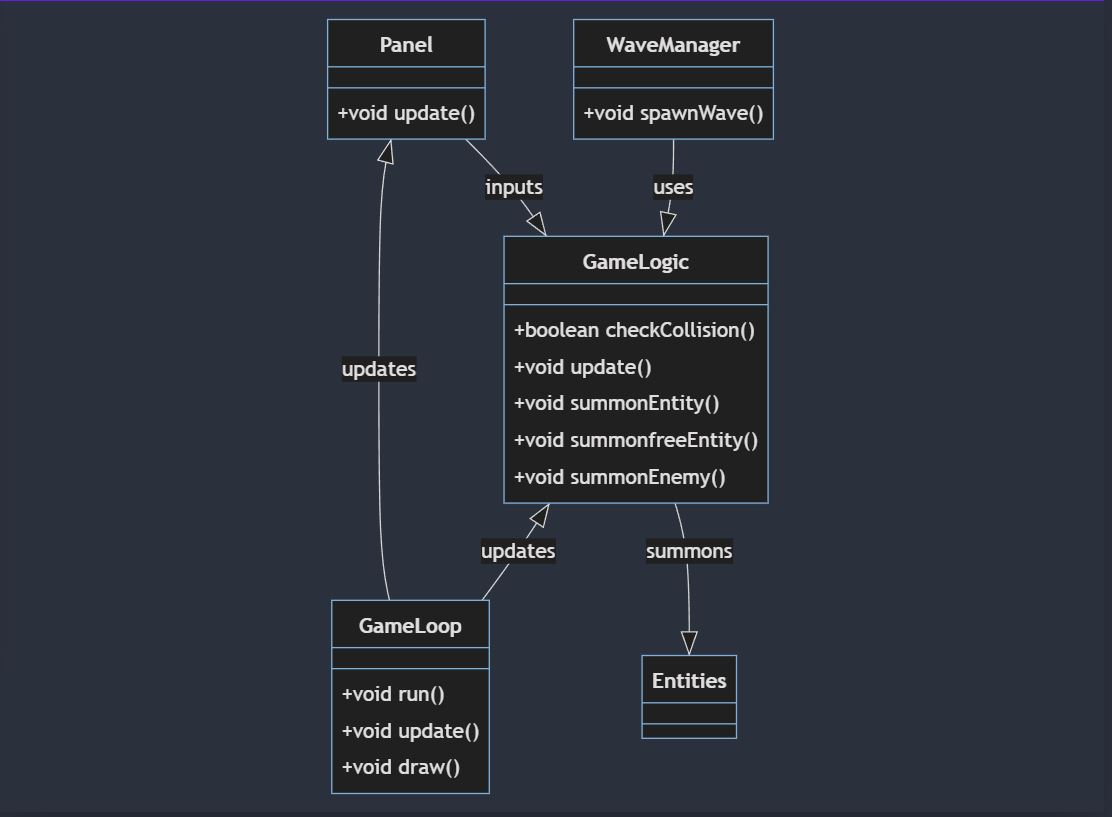 Panel
+void update()
WaveManager
+void spawnWave()
inputs
uses
GameLogic
+boolean checkCollision()
+void update()
+void summonEntity()
+void summonfreeEntity()
+void summonEnemy()
updates
updates
summons
GameLoop
+void run()
+void update()
+void draw()
Entities